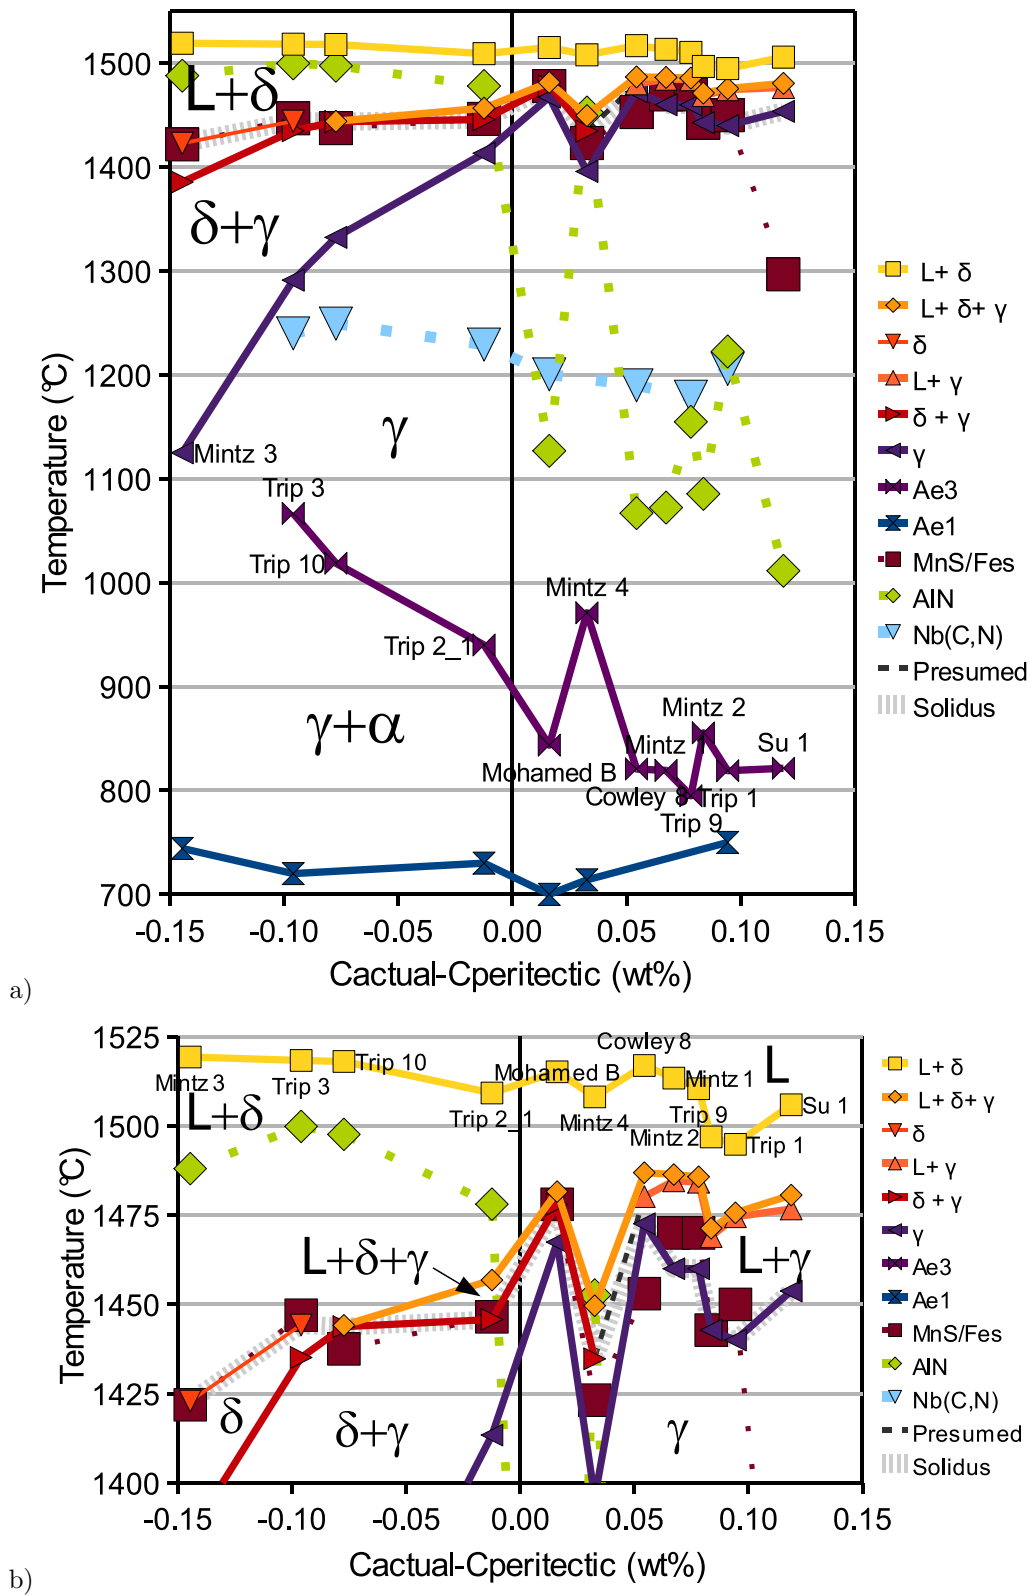 1500
1400
1300
1200
1100
1000
900
800
700
Temperature (°C)
L+δ
δ+γ
γ
γ+α
Mintz 3
Trip 3
Trip 10
Trip 2_1
Mintz 4
Mohamed B
Mintz
Mintz 2
Su 1
Cowley 8
Trip 1
Trip 9
-0.15 -0.10 -0.05 0.00 0.05 0.10 0.15
Cactual-Cperitectic (wt%)
L+ δ
L+ δ+ γ
δ
L+ γ
δ + γ
γ
Ae3
Ae1
MnS/Fes
AlN
Nb(C,N)
Presumed
Solidus
a)
1525
1500
1475
1450
1425
1400
Temperature (°C)
Cowley 8
Mintz 3
Trip 3
Trip 10
Mohamed B
Mintz 1
L
Trip 2_1
Mintz 4
Trip 9
Mintz 2
Trip 1
Su 1
L+δ
L+δ+γ
L+γ
δ
δ+γ
γ
-0.15 -0.10 -0.05 0.00 0.05 0.10 0.15
Cactual-Cperitectic (wt%)
L+ δ
L+ δ+ γ
δ
L+ γ
δ + γ
γ
Ae3
Ae1
MnS/Fes
AlN
Nb(C,N)
Presumed
Solidus
b)